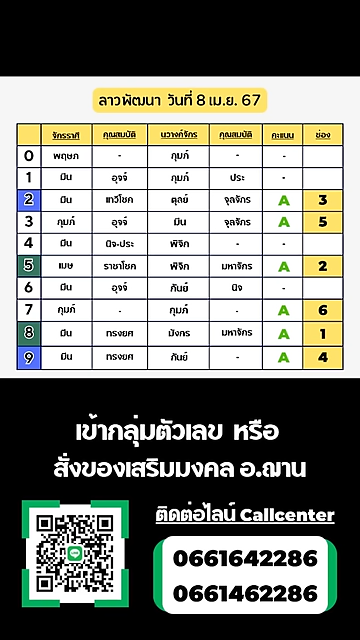 ลาวพัฒนา วันที่ 8 เม.ย. 67
จักรราศี คุณสมบัติ นวางค์จักร คุณสมบัติ คะแนน ช่อง
0 พฤษภ - กุมภ์ - -
1 มีน อุจจ์ กุมภ์ ประ -
2 มีน เทวีโชค ตุลย์ จุลจักร A 3
3 กุมภ์ อุจจ์ มีน จุลจักร A 5
4 มีน นิจ-ประ พิจิก - -
5 เมษ ราชาโชค พิจิก มหาจักร A 2
6 มีน อุจจ์ กันย์ นิจ -
7 กุมภ์ - กุมภ์ - A 6
8 มีน ทรงยศ มังกร มหาจักร A 1
9 มีน ทรงยศ กันย์ - A 4
เข้ากลุ่มตัวเลข หรือ
สั่งของเสริมมงคล อ.ฌาน
ติดต่อไลน์ Callcenter
0661642286
0661462286